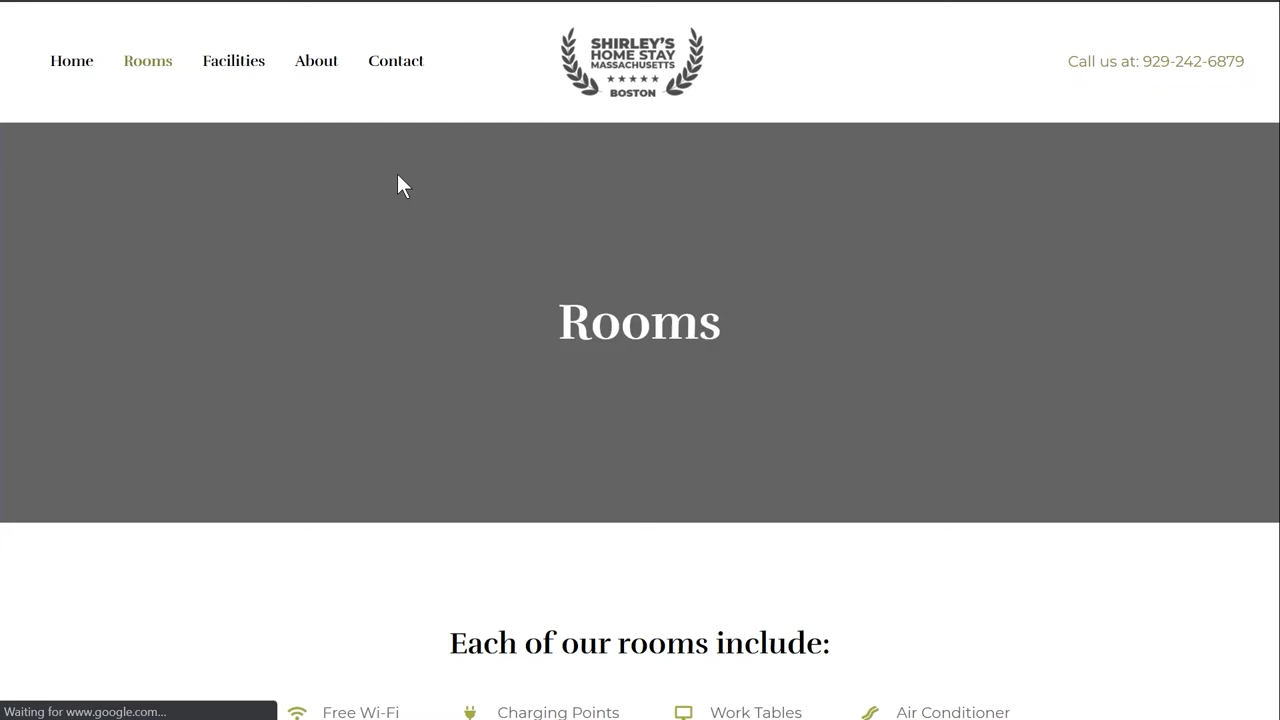 Home
Rooms
Facilities
About
Contact
SHIRLEY'S
HOME STAY
MASSACHUSETTS
BOSTON
Call us at: 929-242-6879
Rooms
Each of our rooms include:
Free Wi-Fi
Charging Points
Work Tables
Air Conditioner
Waiting for www.google.com...